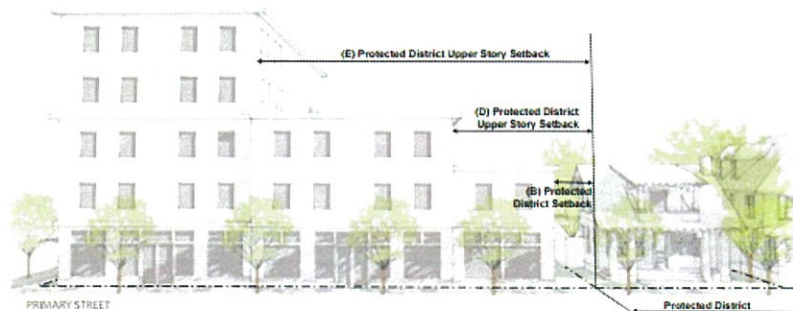 (E) Protected District Upper Story Setback
(D) Protected District
Upper Story Setback
(B) Protected
District Setback
PRIMARY STREET
Protected District